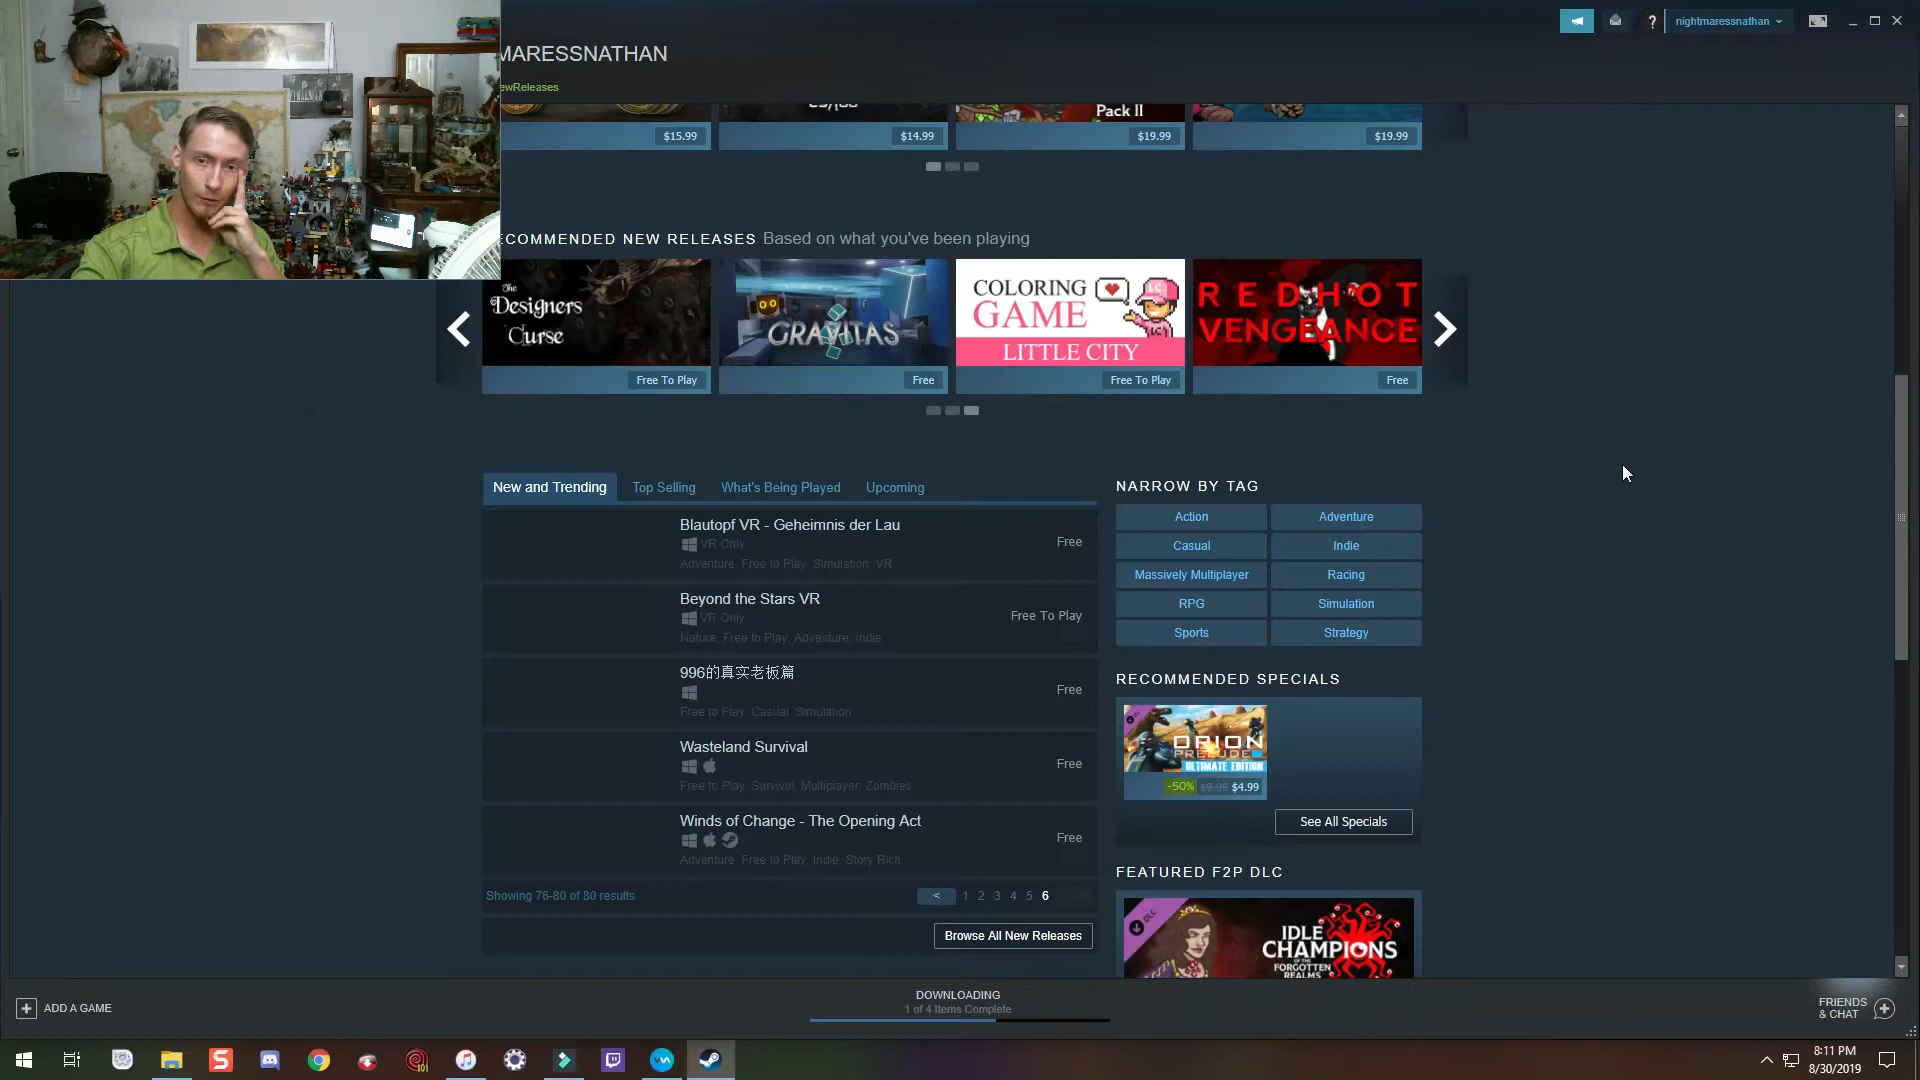 nightmaressnathan
MARESSNATHAN
ewReleases
Pack II
$15.99
$14.99
$19.99
$19.99
COMMENDED NEW RELEASES Based on what you've been playing
The Designers Curse
GRAVITAS
COLORING GAME LITTLE CITY
LC
REDHOT VENGEANCE
Free To Play
Free
Free To Play
Free
New and Trending
Top Selling
What's Being Played
Upcoming
Blautopf VR - Geheimnis der Lau
VR Only
Adventure, Free to Play, Simulation, VR
Free
Beyond the Stars VR
VR Only
Nature, Free to Play, Adventure, Indie
Free To Play
996的真实老板篇
Free to Play, Casual, Simulation
Free
Wasteland Survival
Free to Play, Survival, Multiplayer, Zombies
Free
Winds of Change - The Opening Act
Adventure, Free to Play, Indie, Story Rich
Free
Showing 76-80 of 80 results
< 1 2 3 4 5 6
Browse All New Releases
NARROW BY TAG
Action
Adventure
Casual
Indie
Massively Multiplayer
Racing
RPG
Simulation
Sports
Strategy
RECOMMENDED SPECIALS
ORION
PRELUDE
ULTIMATE EDITION
-50% $9.99 $4.99
See All Specials
FEATURED F2P DLC
DLC
IDLE
CHAMPIONS
OF THE
FORGOTTEN
REALMS
+ ADD A GAME
DOWNLOADING
1 of 4 Items Complete
FRIENDS
& CHAT
8:11 PM
8/30/2019